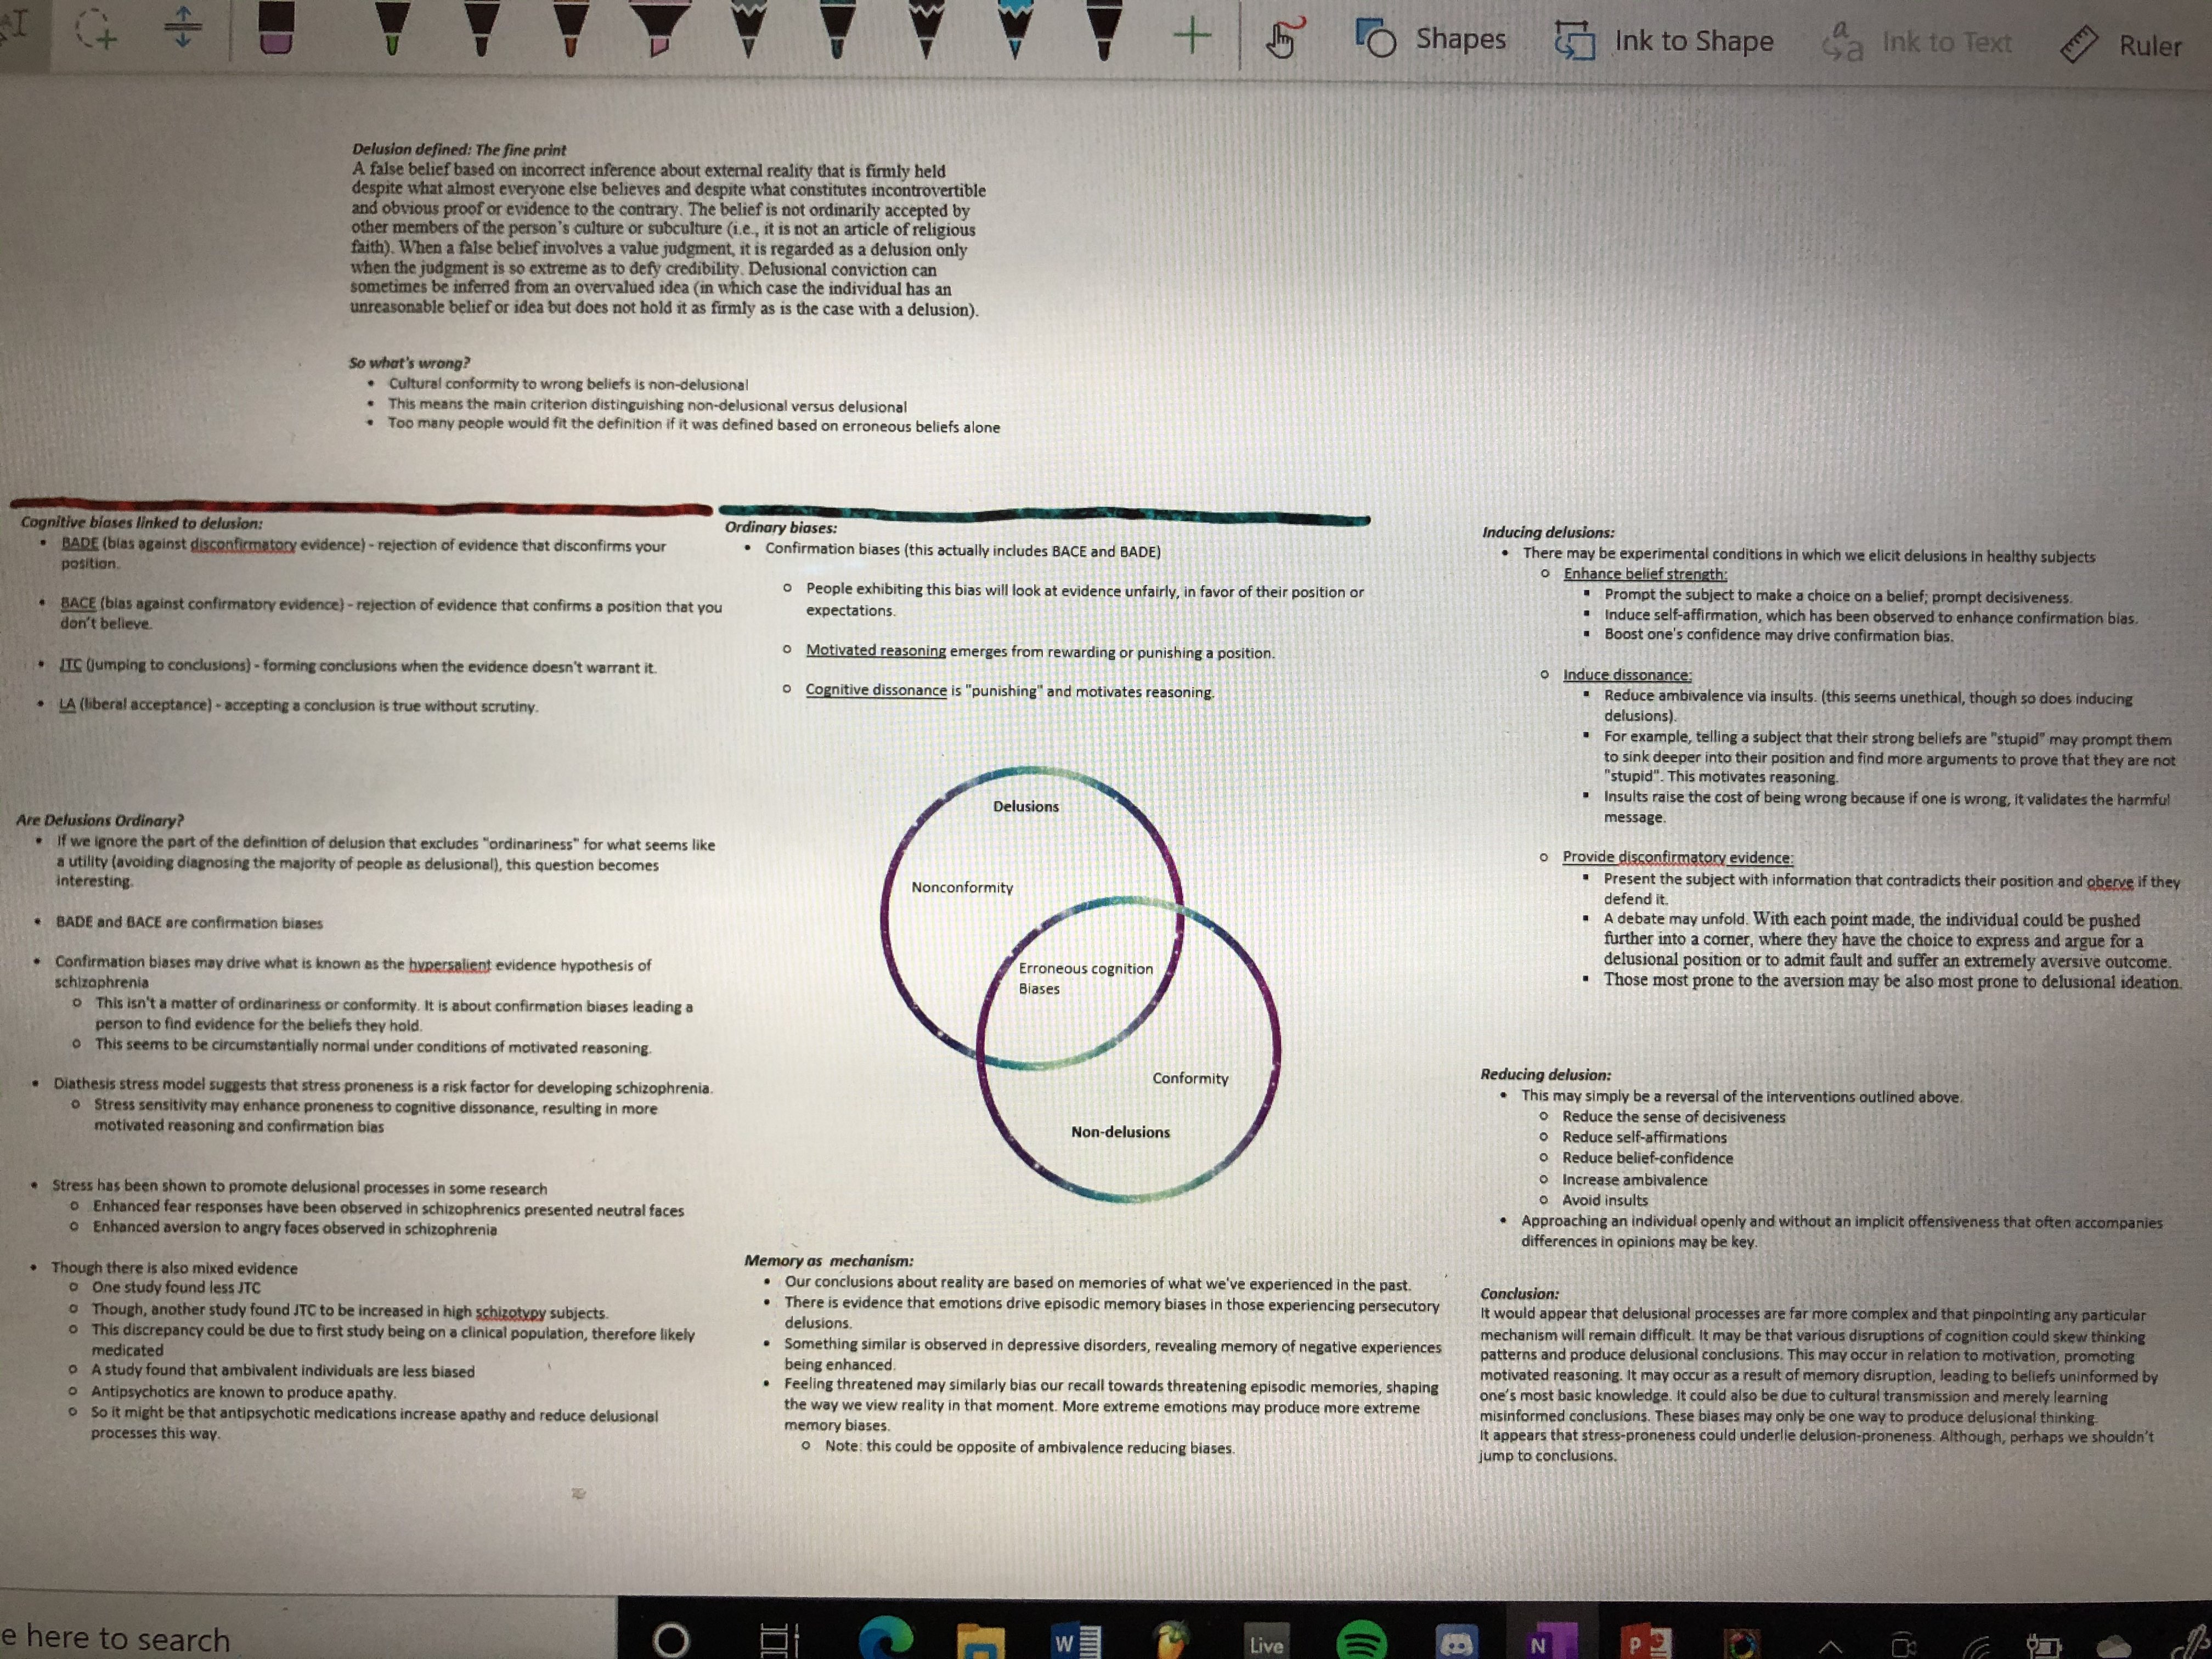 Shapes
Ink to Shape
Ink to Text
Ruler
Delusion defined: The fine print
A false belief based on incorrect inference about external reality that is firmly held
despite what almost everyone else believes and despite what constitutes incontrovertible
and obvious proof or evidence to the contrary. The belief is not ordinarily accepted by
other members of the person's culture or subculture (i.e., it is not an article of religious
faith). When a false belief involves a value judgment, it is regarded as a delusion only
when the judgment is so extreme as to defy credibility. Delusional conviction can
sometimes be inferred from an overvalued idea (in which case the individual has an
unreasonable belief or idea but does not hold it as firmly as is the case with a delusion).
So what's wrong?
• Cultural conformity to wrong beliefs is non-delusional
• This means the main criterion distinguishing non-delusional versus delusional
• Too many people would fit the definition if it was defined based on erroneous beliefs alone
Cognitive biases linked to delusion:
• BADE (bias against disconfirmatory evidence) - rejection of evidence that disconfirms your
position.
• BACE (bias against confirmatory evidence) - rejection of evidence that confirms a position that you
don't believe.
• JTC (jumping to conclusions) - forming conclusions when the evidence doesn't warrant it.
• LA (liberal acceptance) - accepting a conclusion is true without scrutiny.
Are Delusions Ordinary?
• If we ignore the part of the definition of delusion that excludes "ordinariness" for what seems like
a utility (avoiding diagnosing the majority of people as delusional), this question becomes
interesting.
• BADE and BACE are confirmation biases
• Confirmation biases may drive what is known as the hypersalient evidence hypothesis of
schizophrenia
o This isn't a matter of ordinariness or conformity. It is about confirmation biases leading a
person to find evidence for the beliefs they hold.
o This seems to be circumstantially normal under conditions of motivated reasoning.
• Diathesis stress model suggests that stress proneness is a risk factor for developing schizophrenia.
o Stress sensitivity may enhance proneness to cognitive dissonance, resulting in more
motivated reasoning and confirmation bias
• Stress has been shown to promote delusional processes in some research
o Enhanced fear responses have been observed in schizophrenics presented neutral faces
o Enhanced aversion to angry faces observed in schizophrenia
• Though there is also mixed evidence
o One study found less JTC
o Though, another study found JTC to be increased in high schizotypy subjects.
o This discrepancy could be due to first study being on a clinical population, therefore likely
medicated
o A study found that ambivalent individuals are less biased
o Antipsychotics are known to produce apathy.
o So it might be that antipsychotic medications increase apathy and reduce delusional
processes this way.
Ordinary biases:
• Confirmation biases (this actually includes BACE and BADE)
o People exhibiting this bias will look at evidence unfairly, in favor of their position or
expectations.
o Motivated reasoning emerges from rewarding or punishing a position.
o Cognitive dissonance is "punishing" and motivates reasoning.
Delusions
Nonconformity
Erroneous cognition
Biases
Conformity
Non-delusions
Memory as mechanism:
• Our conclusions about reality are based on memories of what we've experienced in the past.
• There is evidence that emotions drive episodic memory biases in those experiencing persecutory
delusions.
• Something similar is observed in depressive disorders, revealing memory of negative experiences
being enhanced.
• Feeling threatened may similarly bias our recall towards threatening episodic memories, shaping
the way we view reality in that moment. More extreme emotions may produce more extreme
memory biases.
o Note: this could be opposite of ambivalence reducing biases.
Inducing delusions:
• There may be experimental conditions in which we elicit delusions in healthy subjects
o Enhance belief strength:
▪ Prompt the subject to make a choice on a belief; prompt decisiveness.
▪ Induce self-affirmation, which has been observed to enhance confirmation bias.
▪ Boost one's confidence may drive confirmation bias.
o Induce dissonance:
▪ Reduce ambivalence via insults. (this seems unethical, though so does inducing
delusions).
▪ For example, telling a subject that their strong beliefs are "stupid" may prompt them
to sink deeper into their position and find more arguments to prove that they are not
"stupid". This motivates reasoning.
▪ Insults raise the cost of being wrong because if one is wrong, it validates the harmful
message.
o Provide disconfirmatory evidence:
▪ Present the subject with information that contradicts their position and oberve if they
defend it.
▪ A debate may unfold. With each point made, the individual could be pushed
further into a corner, where they have the choice to express and argue for a
delusional position or to admit fault and suffer an extremely aversive outcome.
▪ Those most prone to the aversion may be also most prone to delusional ideation.
Reducing delusion:
• This may simply be a reversal of the interventions outlined above.
o Reduce the sense of decisiveness
o Reduce self-affirmations
o Reduce belief-confidence
o Increase ambivalence
o Avoid insults
• Approaching an individual openly and without an implicit offensiveness that often accompanies
differences in opinions may be key.
Conclusion:
It would appear that delusional processes are far more complex and that pinpointing any particular
mechanism will remain difficult. It may be that various disruptions of cognition could skew thinking
patterns and produce delusional conclusions. This may occur in relation to motivation, promoting
motivated reasoning. It may occur as a result of memory disruption, leading to beliefs uninformed by
one's most basic knowledge. It could also be due to cultural transmission and merely learning
misinformed conclusions. These biases may only be one way to produce delusional thinking.
It appears that stress-proneness could underlie delusion-proneness. Although, perhaps we shouldn't
jump to conclusions.
e here to search
W
Live
N
P